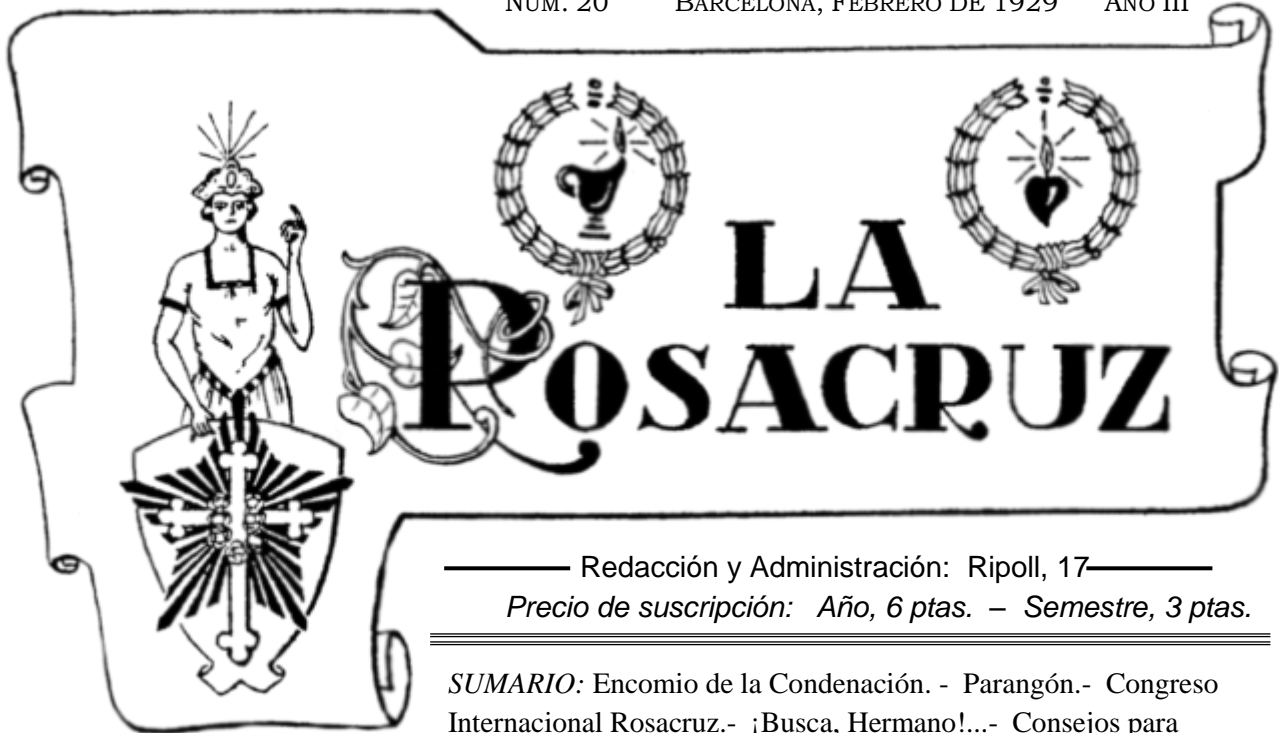 NÚM. 20 BARCELONA, FEBRERO DE 1929 AÑO III
LA
ROSACRUZ
Redacción y Administración: Ripoll, 17
Precio de suscripción: Año, 6 ptas. – Semestre, 3 ptas.
SUMARIO: Encomio de la Condenación. - Parangón.- Congreso
Internacional Rosacruz.- ¡Busca, Hermano!...- Consejos para